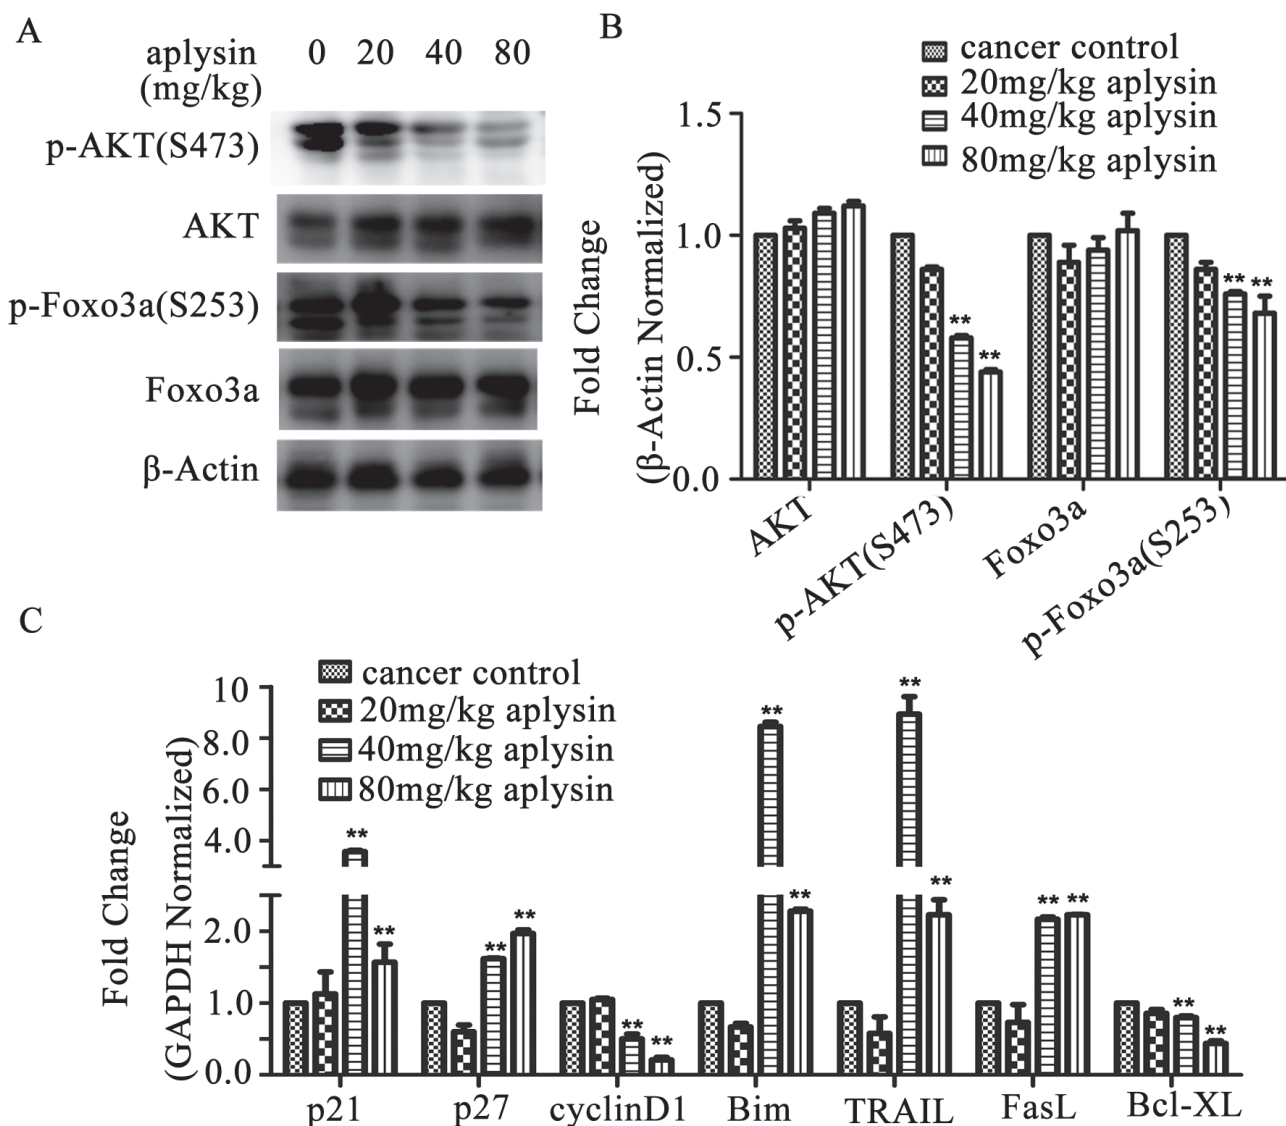 A
aplysin 0 20 40 80
(mg/kg)
p-AKT(S473)
AKT
p-Foxo3a(S253)
Foxo3a
β-Actin
B
cancer control
20mg/kg aplysin
40mg/kg aplysin
80mg/kg aplysin
Fold Change
(β-Actin Normalized)
1.5
1.0
0.5
0.0
** ** ** **
AKT p-AKT(S473) Foxo3a p-Foxo3a(S253)
C
cancer control
20mg/kg aplysin
40mg/kg aplysin
80mg/kg aplysin
Fold Change
(GAPDH Normalized)
10
8.0
6.0
4.0
2.0
1.0
0.0
** ** ** ** ** ** ** ** ** ** ** ** ** **
p21 p27 cyclinD1 Bim TRAIL FasL Bcl-XL